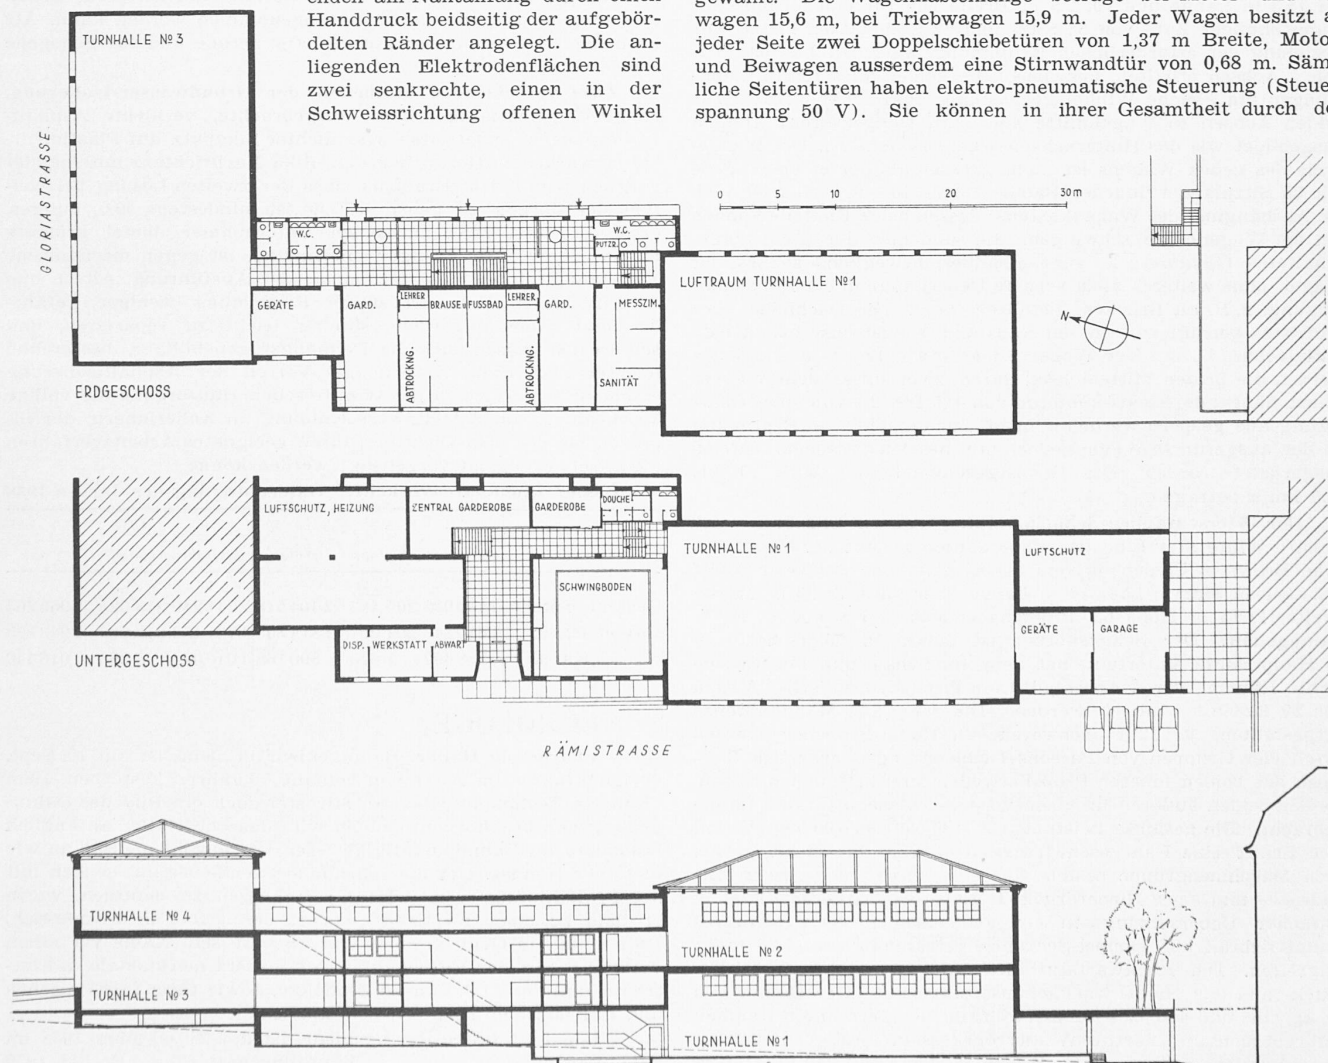 Handdruck beidseitig der aufgebör-
delten Ränder angelegt. Die an-
liegenden Elektrodenflächen sind
zwei senkrechte, einen in der
Schweissrichtung offenen Winkel
wagen 15,6 m, bei Triebwagen 15,9 m. Jeder Wagen besitzt
jeder Seite zwei Doppelschiebetüren von 1,37 m Breite, Moto
und Beiwagen ausserdem eine Stirnwandtür von 0,68 m. Säm
liche Seitentüren haben elektro-pneumatische Steuerung (Steue
spannung 50 V). Sie können in ihrer Gesamtheit durch de
TURNHALLE № 3
GLORIASTRASSE
0 5 10 20 30 m
W.C.
W.C.
PUTZR.
GERÄTE
GARD.
LEHRER
BRAUSE u. FUSSBAD
LEHRER
GARD.
MESSZIM.
ABTROCKNG.
ABTROCKNG.
SANITÄT
LUFTRAUM TURNHALLE № 1
N
ERDGESCHOSS
LUFTSCHUTZ, HEIZUNG
ZENTRAL GARDEROBE
GARDEROBE
DOUCHE
SCHWINGBODEN
TURNHALLE № 1
LUFTSCHUTZ
GERÄTE
GARAGE
DISP.
WERKSTATT
ABWART
UNTERGESCHOSS
RÄMISTRASSE
TURNHALLE № 4
TURNHALLE № 2
TURNHALLE № 3
TURNHALLE № 1